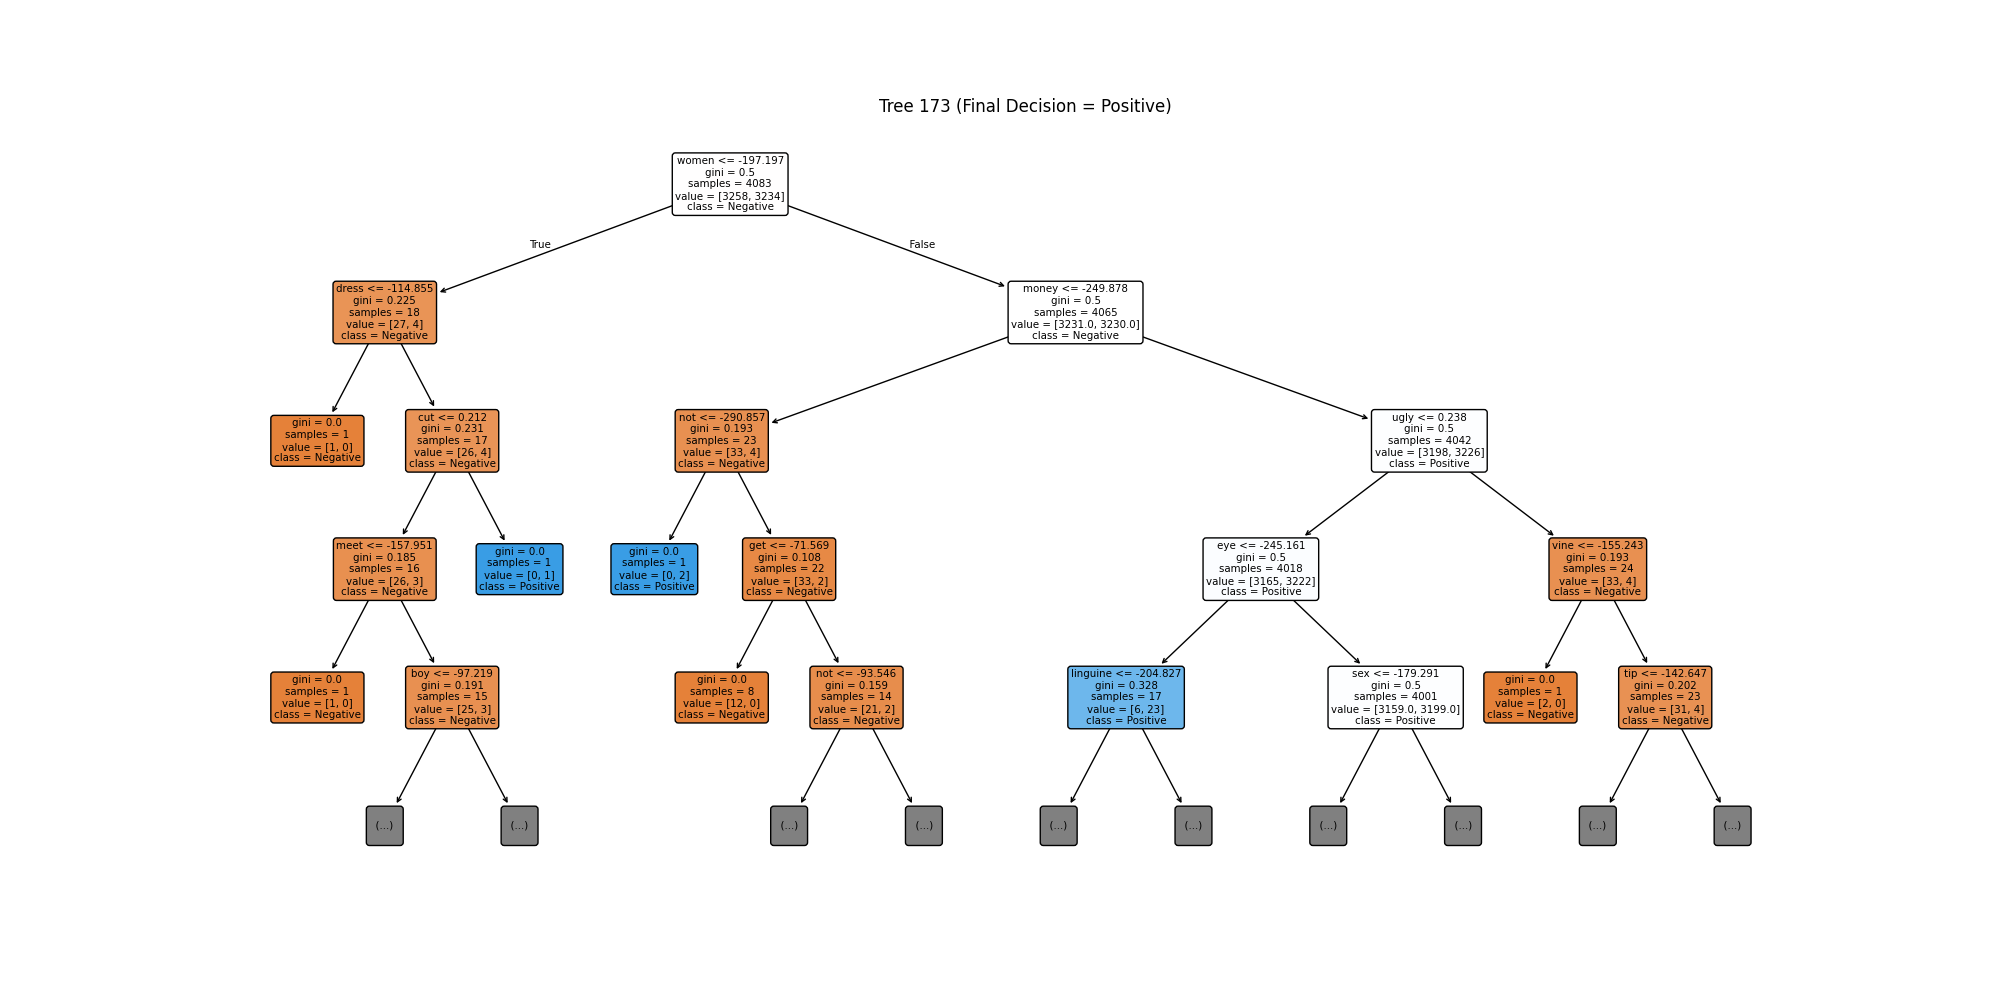 Tree 173 (Final Decision = Positive)
women <= -197.197
gini = 0.5
samples = 4083
value = [3258, 3234]
class = Negative
True
False
dress <= -114.855
gini = 0.225
samples = 18
value = [27, 4]
class = Negative
money <= -249.878
gini = 0.5
samples = 4065
value = [3231.0, 3230.0]
class = Negative
gini = 0.0
samples = 1
value = [1, 0]
class = Negative
cut <= 0.212
gini = 0.231
samples = 17
value = [26, 4]
class = Negative
not <= -290.857
gini = 0.193
samples = 23
value = [33, 4]
class = Negative
ugly <= 0.238
gini = 0.5
samples = 4042
value = [3198, 3226]
class = Positive
meet <= -157.951
gini = 0.185
samples = 16
value = [26, 3]
class = Negative
gini = 0.0
samples = 1
value = [0, 1]
class = Positive
gini = 0.0
samples = 1
value = [0, 2]
class = Positive
get <= -71.569
gini = 0.108
samples = 22
value = [33, 2]
class = Negative
eye <= -245.161
gini = 0.5
samples = 4018
value = [3165, 3222]
class = Positive
vine <= -155.243
gini = 0.193
samples = 24
value = [33, 4]
class = Negative
gini = 0.0
samples = 1
value = [1, 0]
class = Negative
boy <= -97.219
gini = 0.191
samples = 15
value = [25, 3]
class = Negative
gini = 0.0
samples = 8
value = [12, 0]
class = Negative
not <= -93.546
gini = 0.159
samples = 14
value = [21, 2]
class = Negative
linguine <= -204.827
gini = 0.328
samples = 17
value = [6, 23]
class = Positive
sex <= -179.291
gini = 0.5
samples = 4001
value = [3159.0, 3199.0]
class = Positive
gini = 0.0
samples = 1
value = [2, 0]
class = Negative
tip <= -142.647
gini = 0.202
samples = 23
value = [31, 4]
class = Negative
(...)
(...)
(...)
(...)
(...)
(...)
(...)
(...)
(...)
(...)